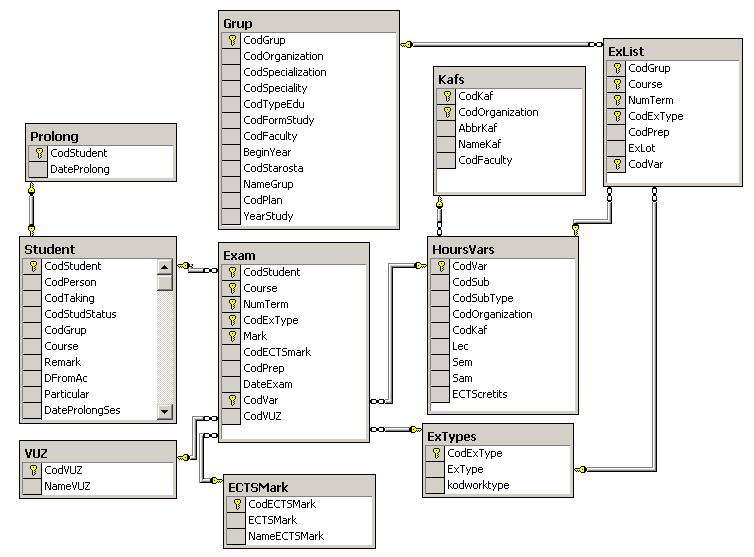 Grup
CodGrup
CodOrganization
CodSpecialization
CodSpeciality
CodTypeEdu
CodFormStudy
CodFaculty
BeginYear
CodStarosta
NameGrup
CodPlan
YearStudy
ExList
CodGrup
Course
NumTerm
CodExType
CodPrep
ExLot
CodVar
Kafs
CodKaf
CodOrganization
AbbrKaf
NameKaf
CodFaculty
Prolong
CodStudent
DateProlong
Student
CodStudent
CodPerson
CodTaking
CodStudStatus
CodGrup
Course
Remark
DFromAc
Particular
DateProlongSes
Exam
CodStudent
Course
NumTerm
CodExType
Mark
CodECTSmark
CodPrep
DateExam
CodVar
CodVUZ
HoursVars
CodVar
CodSub
CodSubType
CodOrganization
CodKaf
Lec
Sem
Sam
ECTScretits
VUZ
CodVUZ
NameVUZ
ECTSMark
CodECTSMark
ECTSMark
NameECTSMark
ExTypes
CodExType
ExType
kodworktype